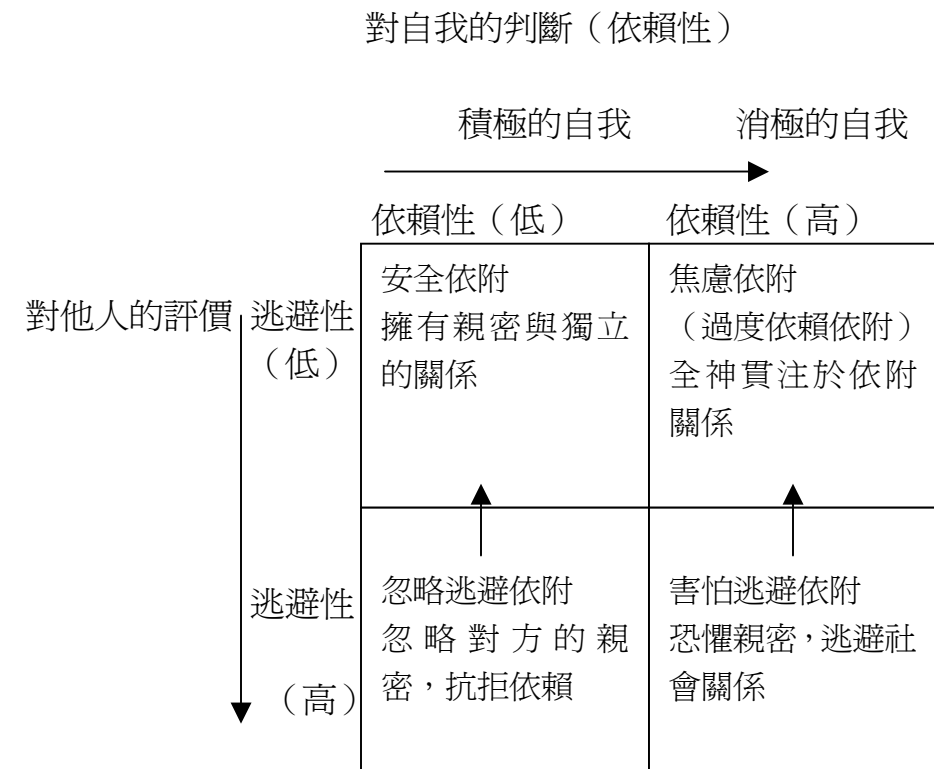 對自我的判斷（依賴性）
積極的自我 消極的自我
依賴性（低） 依賴性（高）
對他人的評價 逃避性
（低）
安全依附
擁有親密與獨立
的關係
焦慮依附
（過度依賴依附）
全神貫注於依附
關係
逃避性
（高）
忽略逃避依附
忽略對方的親
密，抗拒依賴
害怕逃避依附
恐懼親密，逃避社
會關係